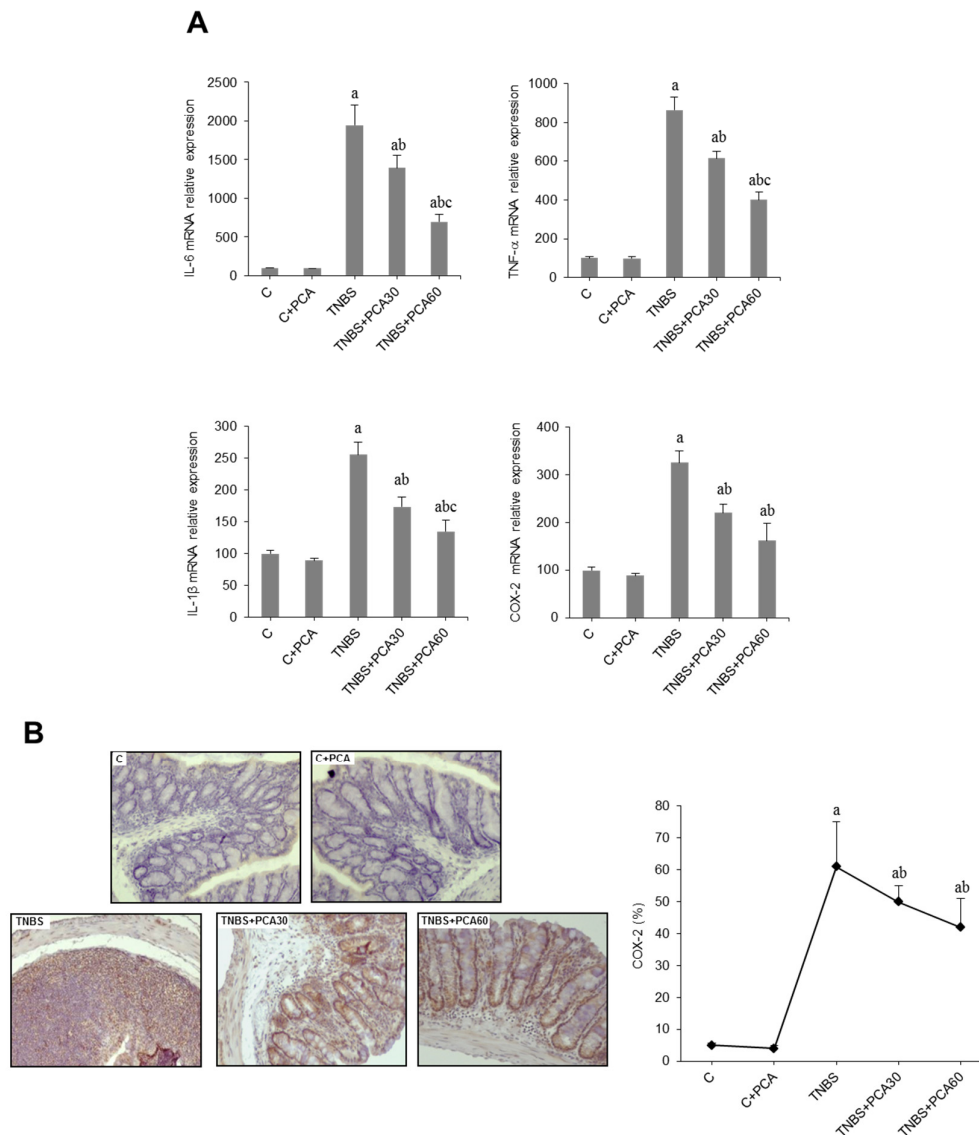 A
IL-6 mRNA relative expression
2500
2000
1500
1000
500
0
a
ab
abc
C
C+PCA
TNBS
TNBS+PCA30
TNBS+PCA60
TNF-α mRNA relative expression
1000
800
600
400
200
0
a
ab
abc
C
C+PCA
TNBS
TNBS+PCA30
TNBS+PCA60
IL-1β mRNA relative expression
300
250
200
150
100
50
0
a
ab
abc
C
C+PCA
TNBS
TNBS+PCA30
TNBS+PCA60
COX-2 mRNA relative expression
400
300
200
100
0
a
ab
ab
C
C+PCA
TNBS
TNBS+PCA30
TNBS+PCA60
B
C
C+PCA
TNBS
TNBS+PCA30
TNBS+PCA60
COX-2 (%)
80
70
60
50
40
30
20
10
0
a
ab
ab
C
C+PCA
TNBS
TNBS+PCA30
TNBS+PCA60